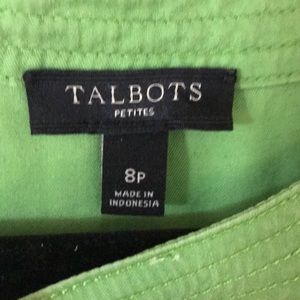 TALBOTS
PETITES
8P
MADE IN
INDONESIA